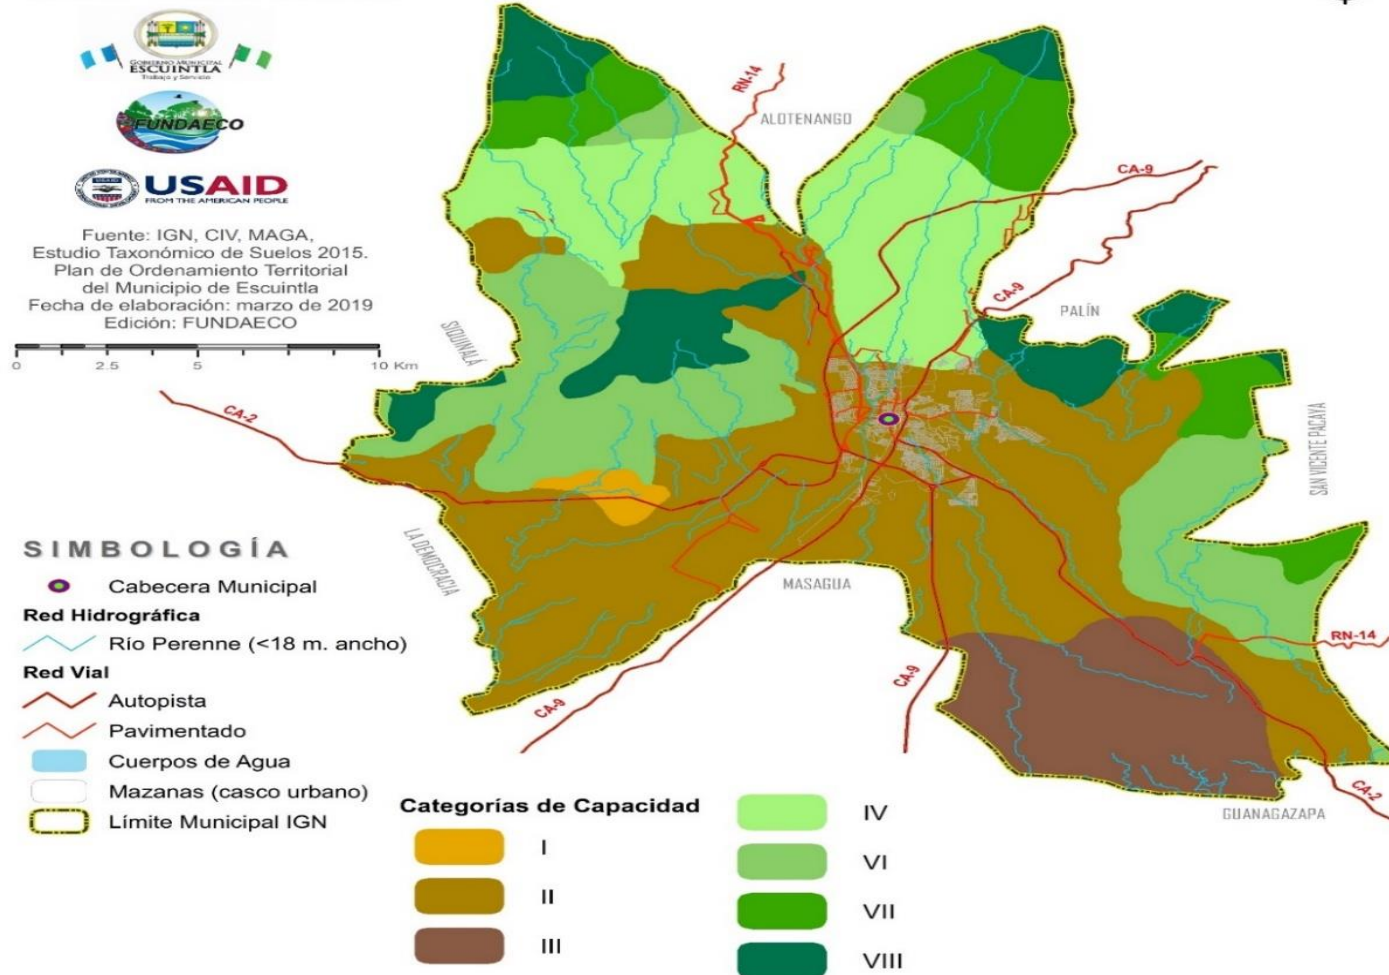 GOBIERNO MUNICIPAL
ESCUINTLA
Trabajo y Servicio
FUNDAECO
USAID
FROM THE AMERICAN PEOPLE
Fuente: IGN, CIV, MAGA,
Estudio Taxonómico de Suelos 2015.
Plan de Ordenamiento Territorial
del Municipio de Escuintla
Fecha de elaboración: marzo de 2019
Edición: FUNDAECO
0 2.5 5 10 Km
RN-14
ALOTENANGO
CA-9
CA-9
PALÍN
SIQUINALÁ
CA-2
SAN VICENTE PACAYA
LA DEMOCRACIA
MASAGUA
RN-14
CA-9
CA-9
CA-2
GUANAGAZAPA
SIMBOLOGÍA
Cabecera Municipal
Red Hidrográfica
Río Perenne (<18 m. ancho)
Red Vial
Autopista
Pavimentado
Cuerpos de Agua
Mazanas (casco urbano)
Límite Municipal IGN
Categorías de Capacidad
I
II
III
IV
VI
VII
VIII